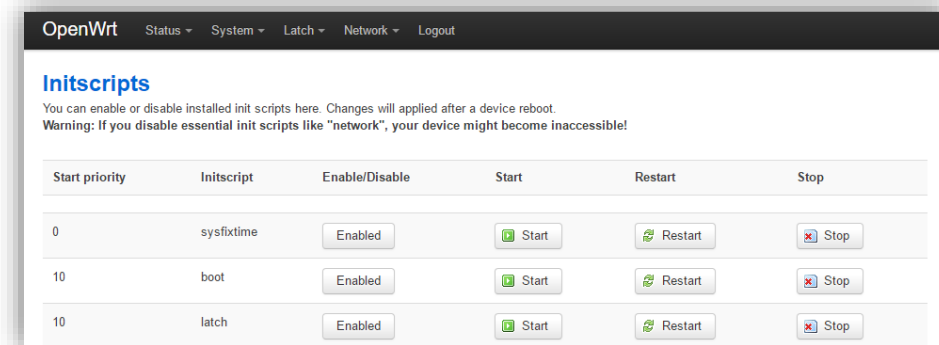 OpenWrt Status System Latch Network Logout
Initscripts
You can enable or disable installed init scripts here. Changes will applied after a device reboot.
Warning: If you disable essential init scripts like "network", your device might become inaccessible!
Start priority Initscript Enable/Disable Start Restart Stop
0 sysfixtime Enabled Start Restart Stop
10 boot Enabled Start Restart Stop
10 latch Enabled Start Restart Stop